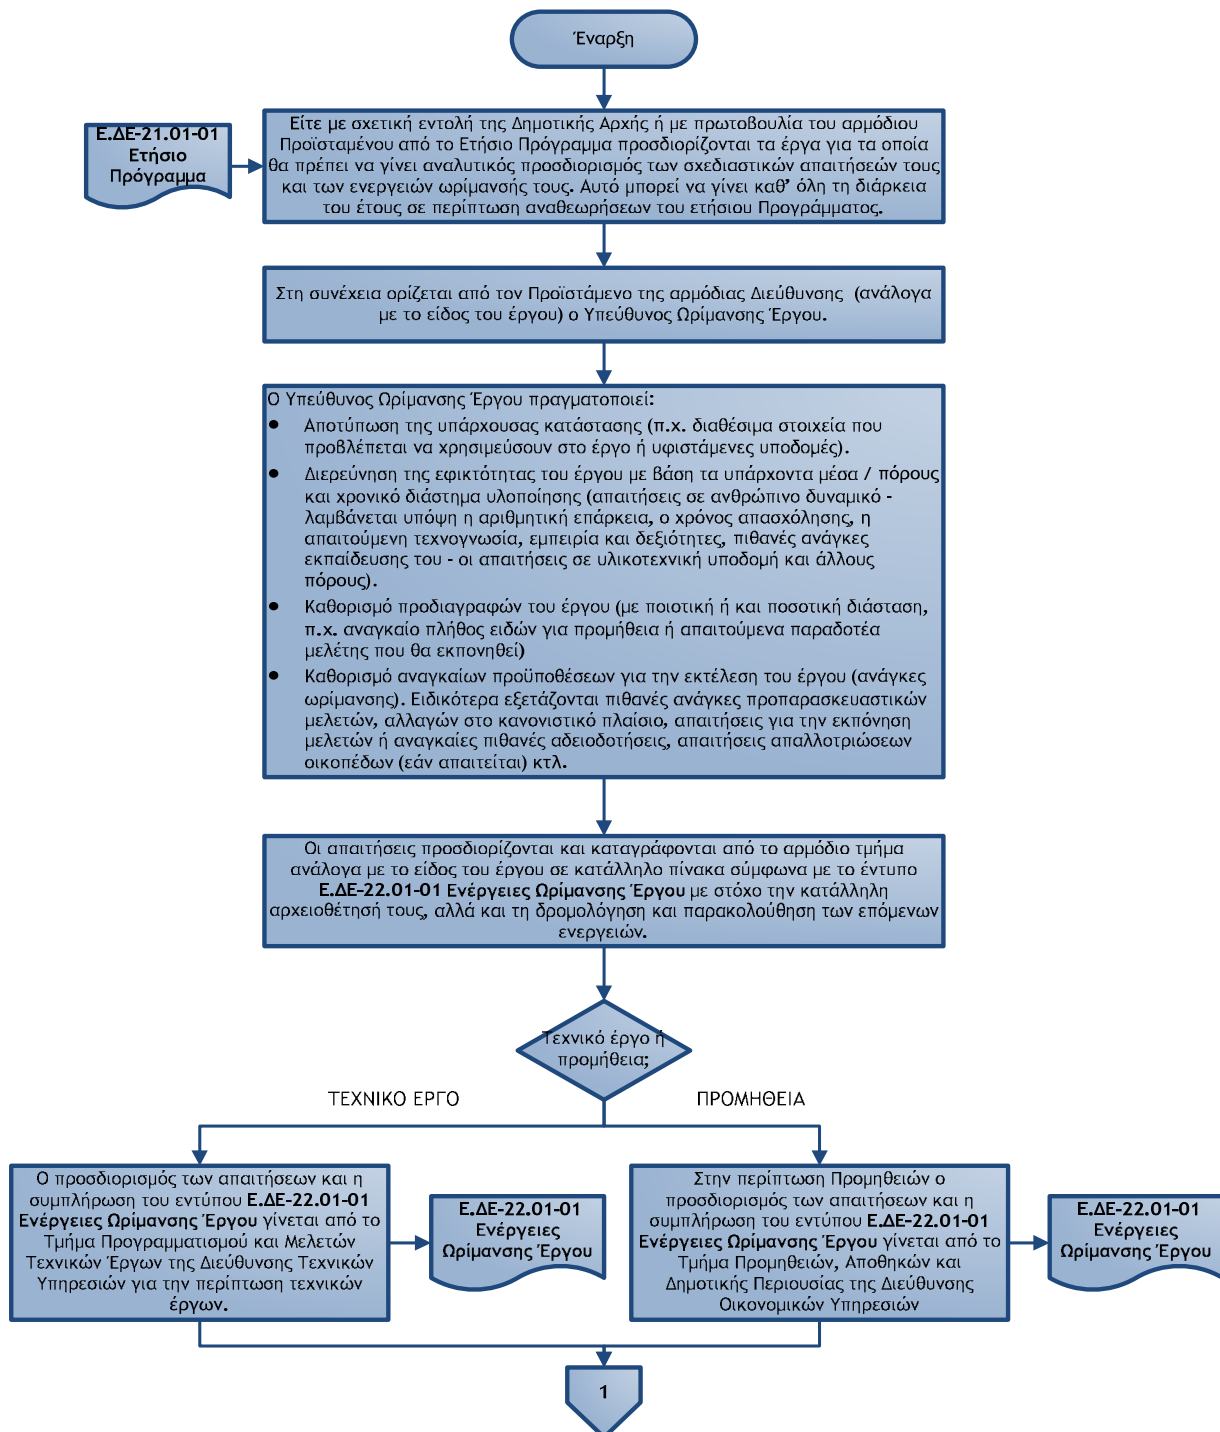 Έναρξη
Ε.ΔΕ-21.01-01
Ετήσιο
Πρόγραμμα
Είτε με σχετική εντολή της Δημοτικής Αρχής ή με πρωτοβουλία του αρμόδιου
Προϊσταμένου από το Ετήσιο Πρόγραμμα προσδιορίζονται τα έργα για τα οποία
θα πρέπει να γίνει αναλυτικός προσδιορισμός των σχεδιαστικών απαιτήσεών τους
και των ενεργειών ωρίμανσής τους. Αυτό μπορεί να γίνει καθ’ όλη τη διάρκεια
του έτους σε περίπτωση αναθεωρήσεων του ετήσιου Προγράμματος.
Στη συνέχεια ορίζεται από τον Προϊστάμενο της αρμόδιας Διεύθυνσης (ανάλογα
με το είδος του έργου) ο Υπεύθυνος Ωρίμανσης Έργου.
Ο Υπεύθυνος Ωρίμανσης Έργου πραγματοποιεί:
● Αποτύπωση της υπάρχουσας κατάστασης (π.χ. διαθέσιμα στοιχεία που
προβλέπεται να χρησιμεύσουν στο έργο ή υφιστάμενες υποδομές).
● Διερεύνηση της εφικτότητας του έργου με βάση τα υπάρχοντα μέσα / πόρους
και χρονικό διάστημα υλοποίησης (απαιτήσεις σε ανθρώπινο δυναμικό -
λαμβάνεται υπόψη η αριθμητική επάρκεια, ο χρόνος απασχόλησης, η
απαιτούμενη τεχνογνωσία, εμπειρία και δεξιότητες, πιθανές ανάγκες
εκπαίδευσης του - οι απαιτήσεις σε υλικοτεχνική υποδομή και άλλους
πόρους).
● Καθορισμό προδιαγραφών του έργου (με ποιοτική ή και ποσοτική διάσταση,
π.χ. αναγκαίο πλήθος ειδών για προμήθεια ή απαιτούμενα παραδοτέα
μελέτης που θα εκπονηθεί)
● Καθορισμό αναγκαίων προϋποθέσεων για την εκτέλεση του έργου (ανάγκες
ωρίμανσης). Ειδικότερα εξετάζονται πιθανές ανάγκες προπαρασκευαστικών
μελετών, αλλαγών στο κανονιστικό πλαίσιο, απαιτήσεις για την εκπόνηση
μελετών ή αναγκαίες πιθανές αδειοδοτήσεις, απαιτήσεις απαλλοτριώσεων
οικοπέδων (εάν απαιτείται) κτλ.
Οι απαιτήσεις προσδιορίζονται και καταγράφονται από το αρμόδιο τμήμα
ανάλογα με το είδος του έργου σε κατάλληλο πίνακα σύμφωνα με το έντυπο
Ε.ΔΕ-22.01-01 Ενέργειες Ωρίμανσης Έργου με στόχο την κατάλληλη
αρχειοθέτησή τους, αλλά και τη δρομολόγηση και παρακολούθηση των επόμενων
ενεργειών.
Τεχνικό έργο ή
προμήθεια;
ΤΕΧΝΙΚΟ ΕΡΓΟ
ΠΡΟΜΗΘΕΙΑ
Ο προσδιορισμός των απαιτήσεων και η
συμπλήρωση του εντύπου Ε.ΔΕ-22.01-01
Ενέργειες Ωρίμανσης Έργου γίνεται από το
Τμήμα Προγραμματισμού και Μελετών
Τεχνικών Έργων της Διεύθυνσης Τεχνικών
Υπηρεσιών για την περίπτωση τεχνικών
έργων.
Ε.ΔΕ-22.01-01
Ενέργειες
Ωρίμανσης Έργου
Στην περίπτωση Προμηθειών ο
προσδιορισμός των απαιτήσεων και η
συμπλήρωση του εντύπου Ε.ΔΕ-22.01-01
Ενέργειες Ωρίμανσης Έργου γίνεται από το
Τμήμα Προμηθειών, Αποθηκών και
Δημοτικής Περιουσίας της Διεύθυνσης
Οικονομικών Υπηρεσιών
Ε.ΔΕ-22.01-01
Ενέργειες
Ωρίμανσης Έργου
1